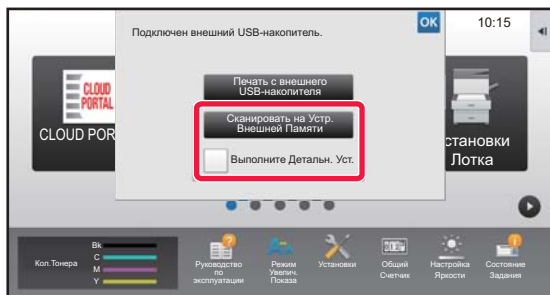 Подключен внешний USB-накопитель.
OK
10:15
Печать с внешнего
USB-накопителя
Сканировать на Устр.
Внешней Памяти
Выполните Детальн. Уст.
CLOUD
PORTAL
CLOUD POR
становки
Лотка
Кол.Тонера
Bk
C
M
Y
Руководство
по
эксплуатации
Режим
Увелич.
Показа
Установки
Общий
Счетчик
Настройка
Яркости
Состояние
Задания